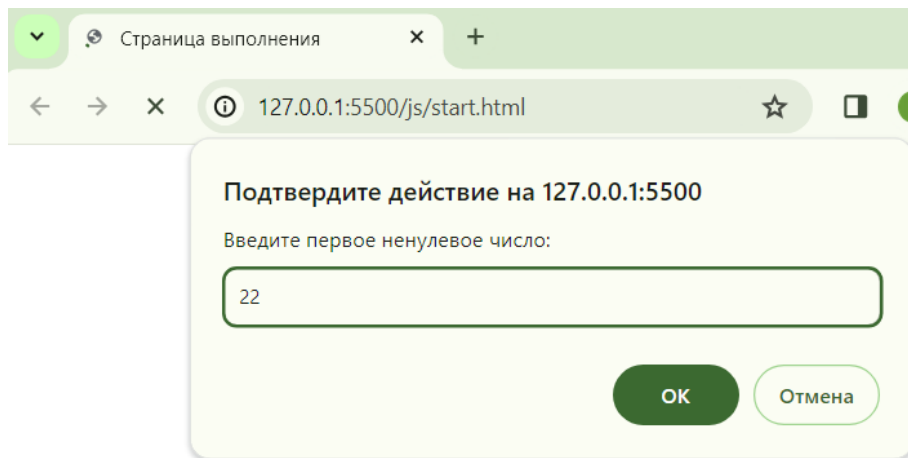 Страница выполнения
127.0.0.1:5500/js/start.html
Подтвердите действие на 127.0.0.1:5500
Введите первое ненулевое число:
22
ОК
Отмена